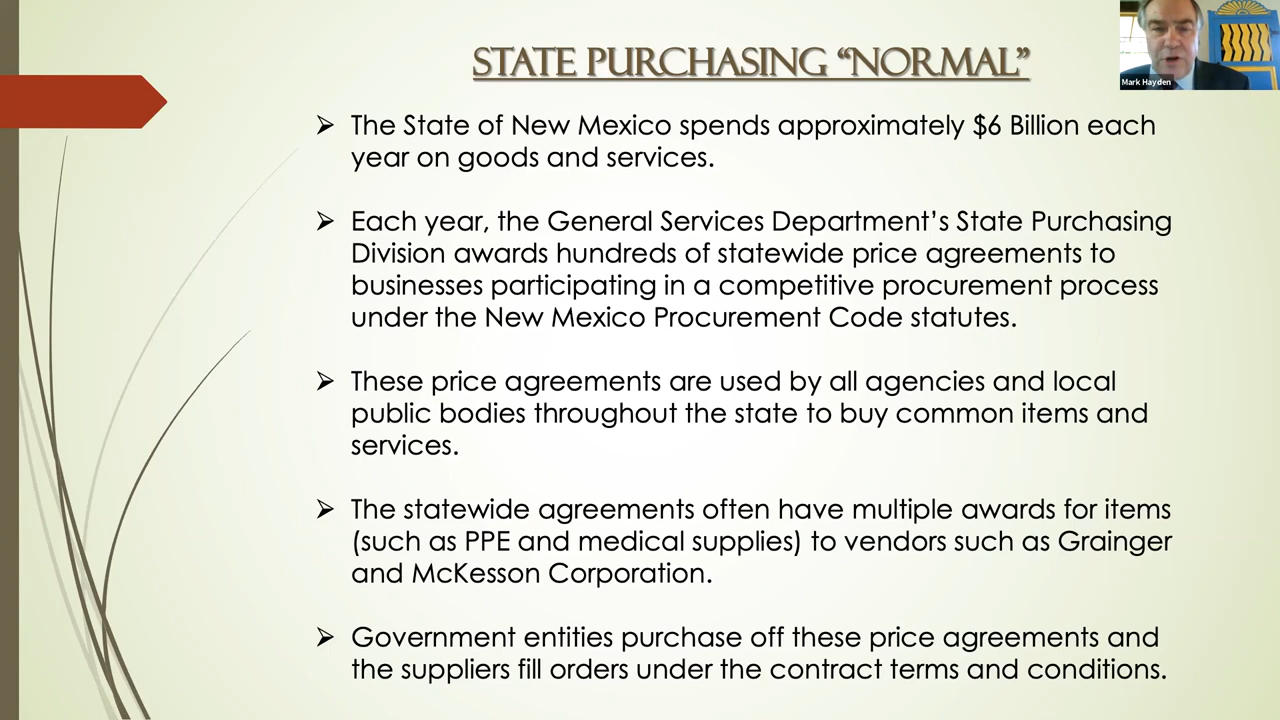 STATE PURCHASING “NORMAL”
Mark Hayden
➢ The State of New Mexico spends approximately $6 Billion each
year on goods and services.
➢ Each year, the General Services Department’s State Purchasing
Division awards hundreds of statewide price agreements to
businesses participating in a competitive procurement process
under the New Mexico Procurement Code statutes.
➢ These price agreements are used by all agencies and local
public bodies throughout the state to buy common items and
services.
➢ The statewide agreements often have multiple awards for items
(such as PPE and medical supplies) to vendors such as Grainger
and McKesson Corporation.
➢ Government entities purchase off these price agreements and
the suppliers fill orders under the contract terms and conditions.